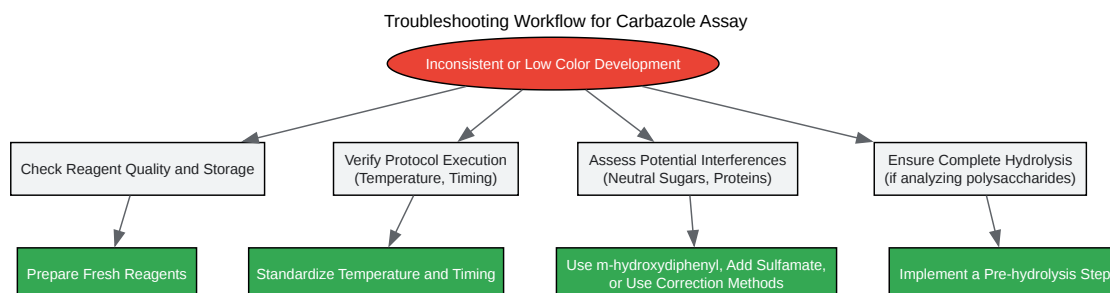 Troubleshooting Workflow for Carbazole Assay
Inconsistent or Low Color Development
Check Reagent Quality and Storage
Verify Protocol Execution
(Temperature, Timing)
Assess Potential Interferences
(Neutral Sugars, Proteins)
Ensure Complete Hydrolysis
(if analyzing polysaccharides)
Prepare Fresh Reagents
Standardize Temperature and Timing
Use m-hydroxydiphenyl, Add Sulfamate,
or Use Correction Methods
Implement a Pre-hydrolysis Step